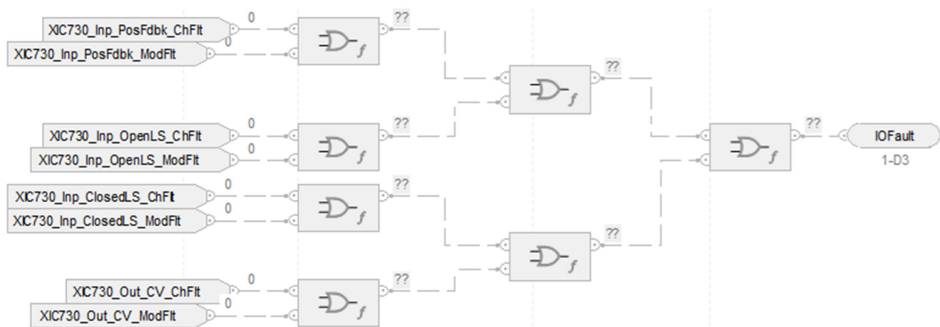 XIC730_Inp_PosFdbk_ChFlt 0 ??
XIC730_Inp_PosFdbk_ModFlt 0
f
??
f
XIC730_Inp_OpenLS_ChFlt 0 ??
XIC730_Inp_OpenLS_ModFlt 0
f
?? IOFault
f
1-D3
XIC730_Inp_ClosedLS_ChFlt 0 ??
XIC730_Inp_ClosedLS_ModFlt 0
f
??
f
XIC730_Out_CV_ChFlt 0 ??
XIC730_Out_CV_ModFlt 0
f